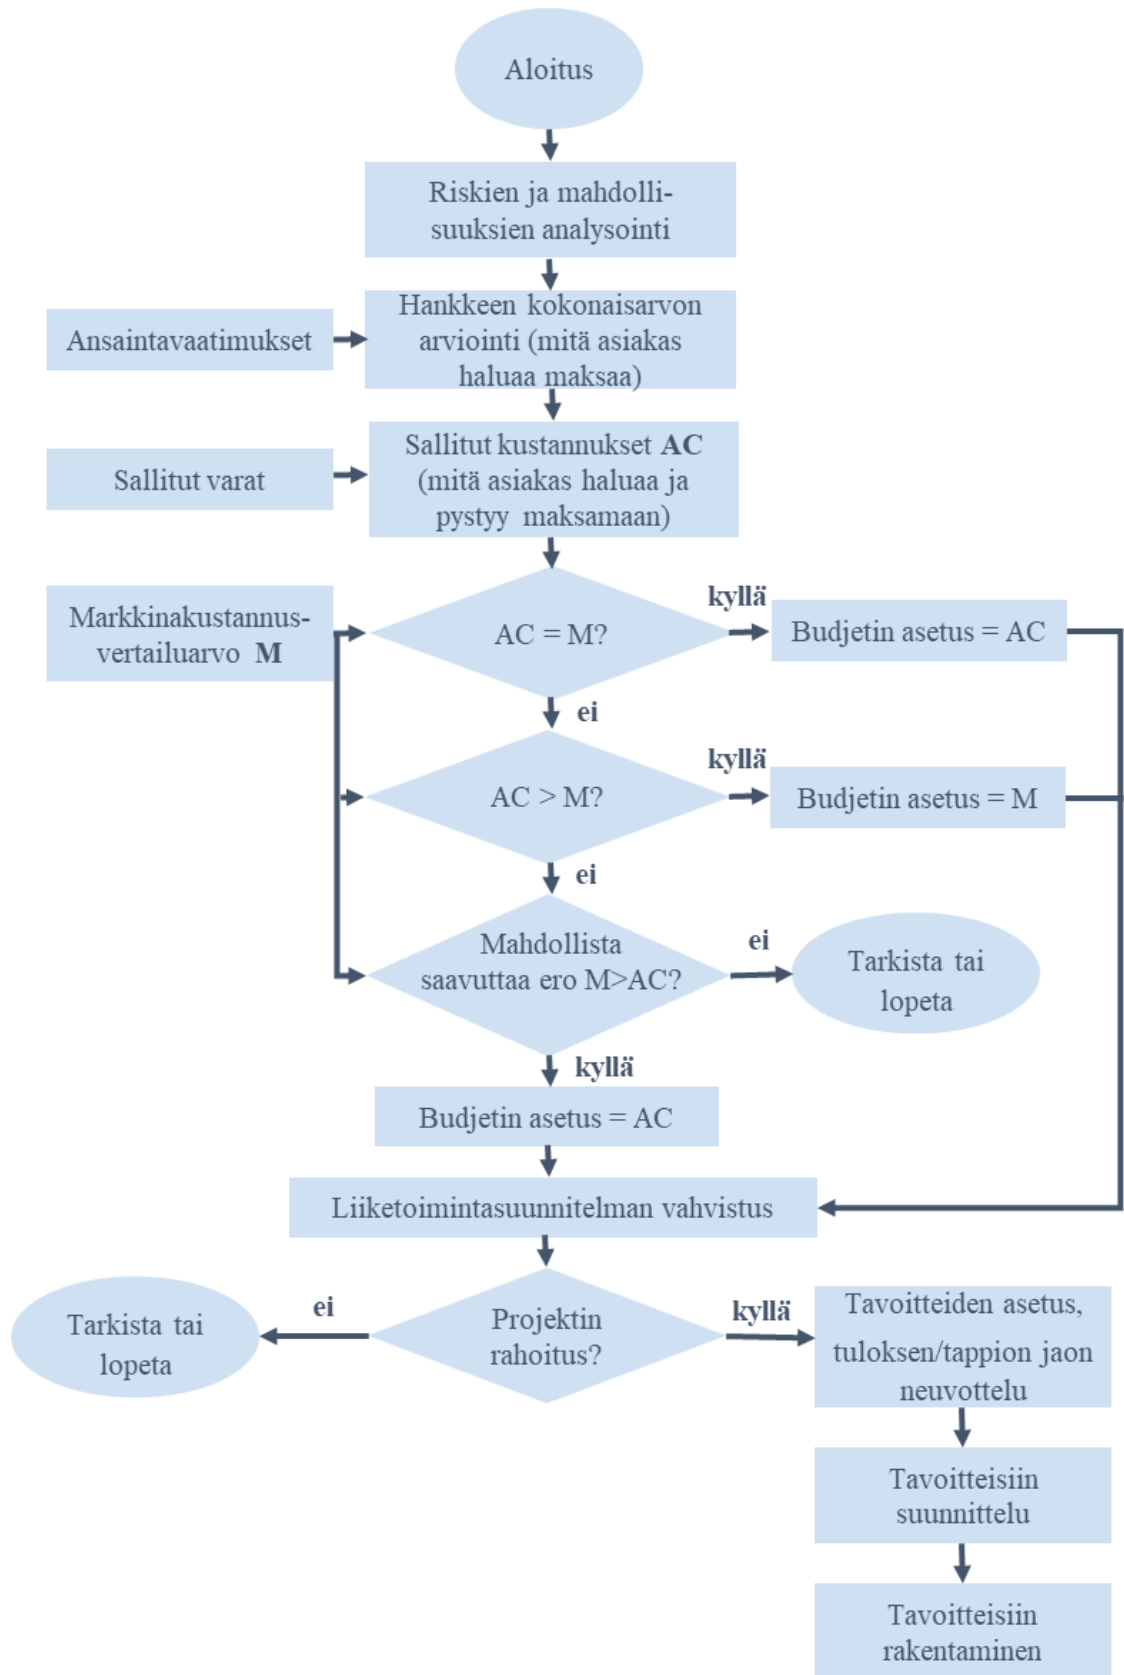 Aloitus
Riskien ja mahdolli-
suuksien analysointi
Ansaintavaatimukset
Hankkeen kokonaisarvon
arviointi (mitä asiakas
haluaa maksaa)
Sallitut varat
Sallitut kustannukset AC
(mitä asiakas haluaa ja
pystyy maksamaan)
Markkinakustannus-
vertailuarvo M
AC = M?
kyllä
Budjetin asetus = AC
ei
AC > M?
kyllä
Budjetin asetus = M
ei
Mahdollista
saavuttaa ero M>AC?
ei
Tarkista tai
lopeta
kyllä
Budjetin asetus = AC
Liiketoimintasuunnitelman vahvistus
Projektin
rahoitus?
ei
Tarkista tai
lopeta
kyllä
Tavoitteiden asetus,
tuloksen/tappion jaon
neuvottelu
Tavoitteisiin
suunnittelu
Tavoitteisiin
rakentaminen